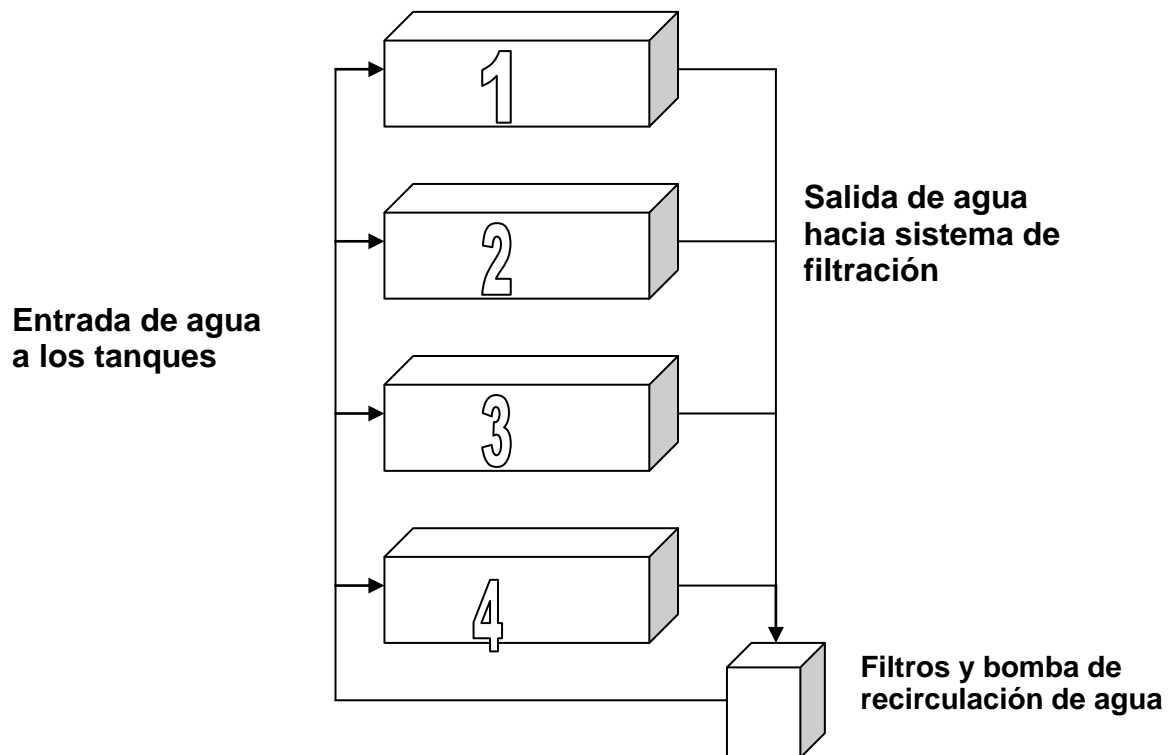 1
2
3
4
Entrada de agua
a los tanques
Salida de agua
hacia sistema de
filtración
Filtros y bomba de
recirculación de agua